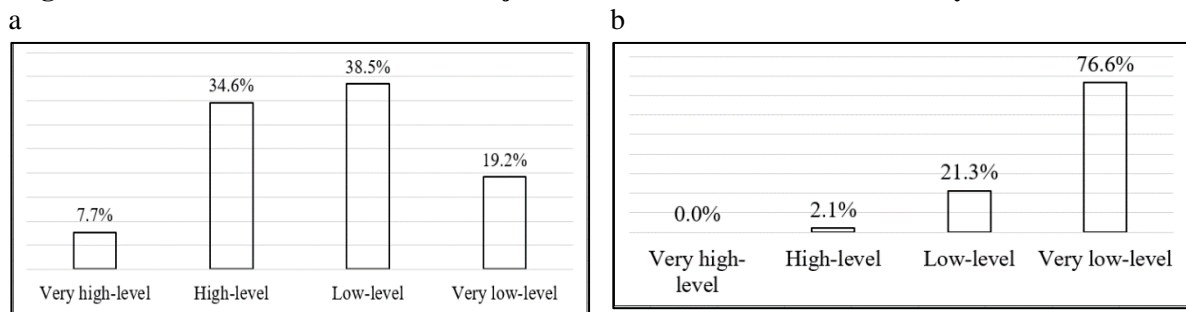 a
b
7.7%
34.6%
38.5%
19.2%
Very high-level
High-level
Low-level
Very low-level
0.0%
2.1%
21.3%
76.6%
Very high-
level
High-level
Low-level
Very low-level